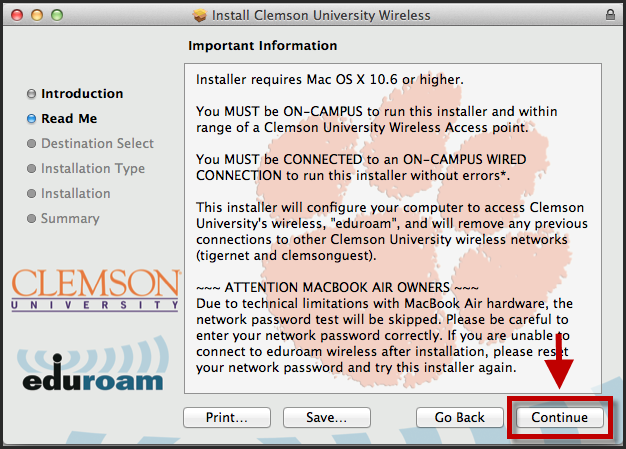 Install Clemson University Wireless
Important Information
Introduction
Read Me
Destination Select
Installation Type
Installation
Summary
CLEMSON
UNIVERSITY
eduroam
Installer requires Mac OS X 10.6 or higher.
You MUST be ON-CAMPUS to run this installer and within
range of a Clemson University Wireless Access point.
You MUST be CONNECTED to an ON-CAMPUS WIRED
CONNECTION to run this installer without errors*.
This installer will configure your computer to access Clemson
University's wireless, "eduroam", and will remove any previous
connections to other Clemson University wireless networks
(tigernet and clemsonguest).
~~~ ATTENTION MACBOOK AIR OWNERS ~~~
Due to technical limitations with MacBook Air hardware, the
network password test will be skipped. Please be careful to
enter your network password correctly. If you are unable to
connect to eduroam wireless after installation, please reset
your network password and try this installer again.
Print...
Save...
Go Back
Continue